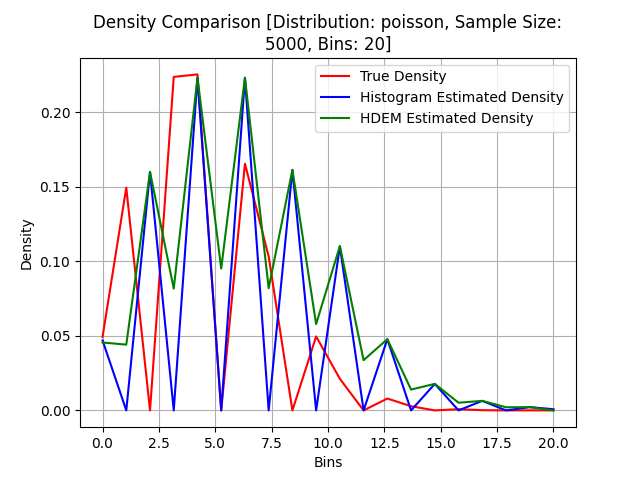 Density Comparison [Distribution: poisson, Sample Size:
5000, Bins: 20]
True Density
Histogram Estimated Density
HDEM Estimated Density
Density
0.20
0.15
0.10
0.05
0.00
0.0 2.5 5.0 7.5 10.0 12.5 15.0 17.5 20.0
Bins